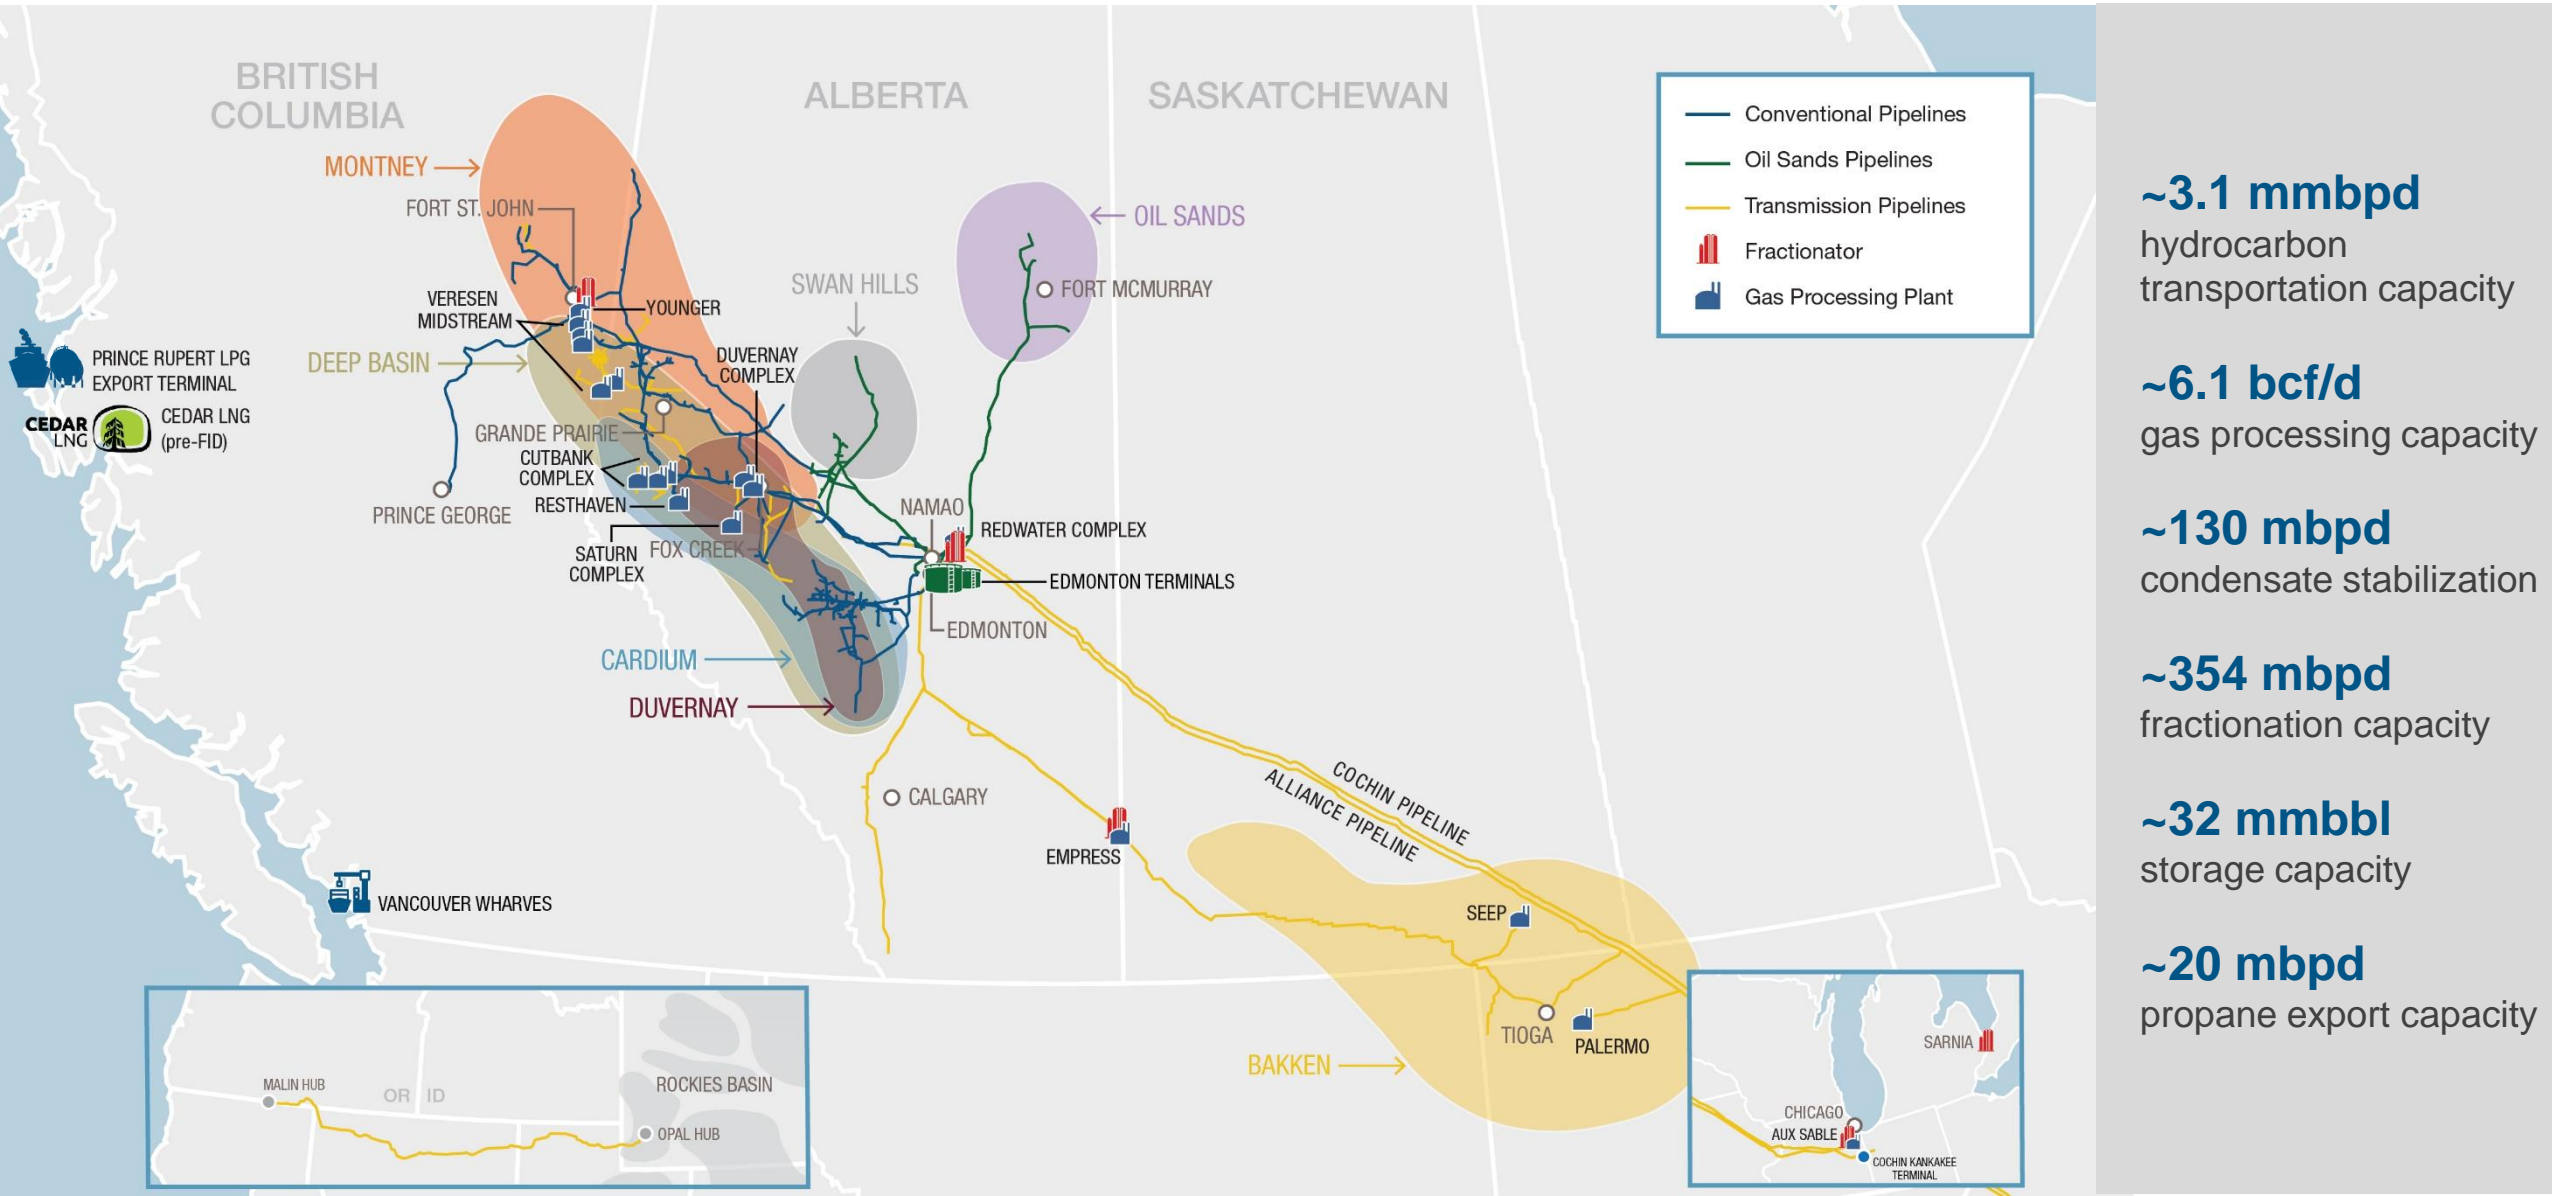 BRITISH
COLUMBIA
ALBERTA
SASKATCHEWAN
MONTNEY
FORT ST. JOHN
OIL SANDS
FORT MCMURRAY
SWAN HILLS
VERESEN
MIDSTREAM
YOUNGER
DEEP BASIN
DUVERNAY
COMPLEX
PRINCE RUPERT LPG
EXPORT TERMINAL
CEDAR
LNG
CEDAR LNG
(pre-FID)
GRANDE PRAIRIE
CUTBANK
COMPLEX
RESTHAVEN
PRINCE GEORGE
SATURN
COMPLEX
FOX CREEK
NAMAO
REDWATER COMPLEX
EDMONTON TERMINALS
EDMONTON
CARDIUM
DUVERNAY
CALGARY
COCHIN PIPELINE
ALLIANCE PIPELINE
EMPRESS
VANCOUVER WHARVES
SEEP
TIOGA
PALERMO
BAKKEN
MALIN HUB
OR ID
ROCKIES BASIN
OPAL HUB
SARNIA
CHICAGO
AUX SABLE
COCHIN KANKAKEE
TERMINAL
Conventional Pipelines
Oil Sands Pipelines
Transmission Pipelines
Fractionator
Gas Processing Plant
~3.1 mmbpd
hydrocarbon
transportation capacity
~6.1 bcf/d
gas processing capacity
~130 mbpd
condensate stabilization
~354 mbpd
fractionation capacity
~32 mmbbl
storage capacity
~20 mbpd
propane export capacity